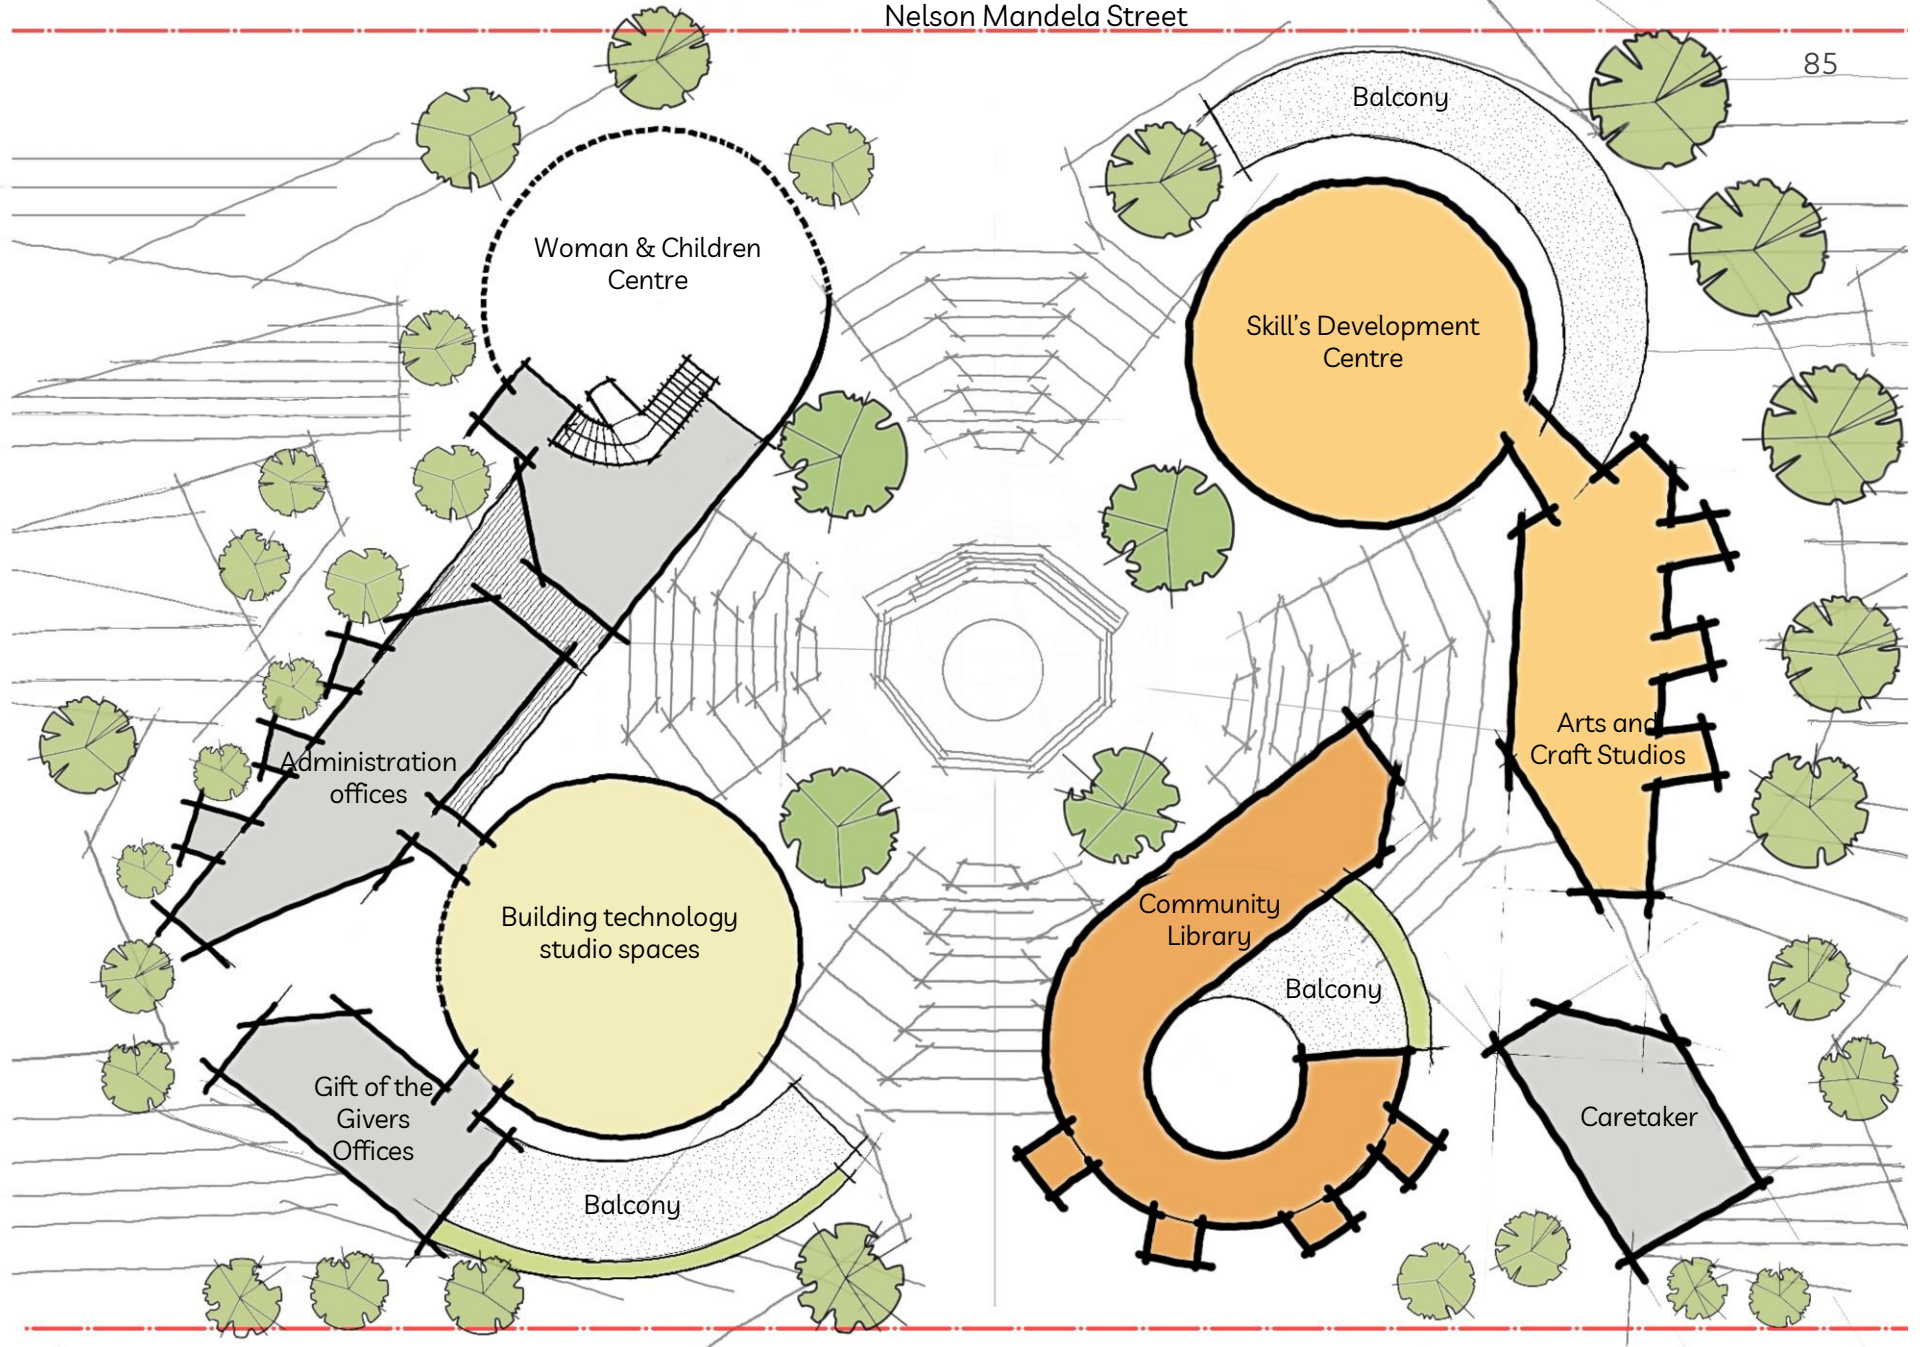 Nelson Mandela Street
85
Balcony
Woman & Children
Centre
Skill's Development
Centre
Arts and
Craft Studios
Administration
offices
Building technology
studio spaces
Community
Library
Balcony
Gift of the
Givers
Offices
Caretaker
Balcony